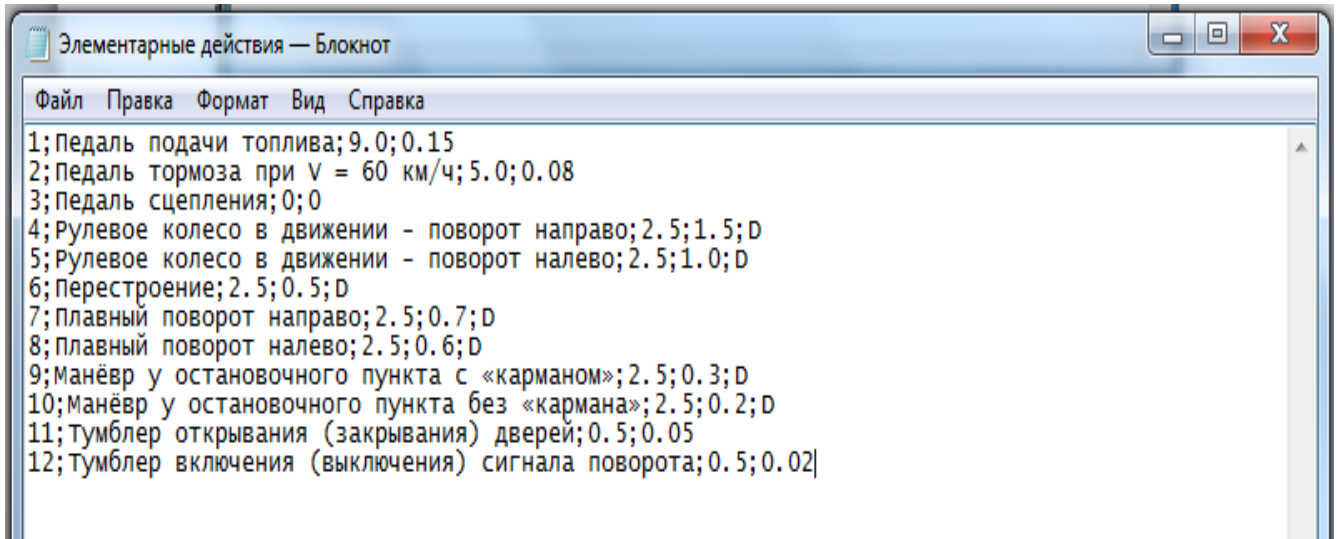 Элементарные действия — Блокнот
Файл Правка Формат Вид Справка
1;Педаль подачи топлива;9.0;0.15
2;Педаль тормоза при V = 60 км/ч;5.0;0.08
3;Педаль сцепления;0;0
4;Рулевое колесо в движении - поворот направо;2.5;1.5;D
5;Рулевое колесо в движении - поворот налево;2.5;1.0;D
6;Перестроение;2.5;0.5;D
7;Плавный поворот направо;2.5;0.7;D
8;Плавный поворот налево;2.5;0.6;D
9;Манёвр у остановочного пункта с «карманом»;2.5;0.3;D
10;Манёвр у остановочного пункта без «кармана»;2.5;0.2;D
11;Тумблер открывания (закрывания) дверей;0.5;0.05
12;Тумблер включения (выключения) сигнала поворота;0.5;0.02